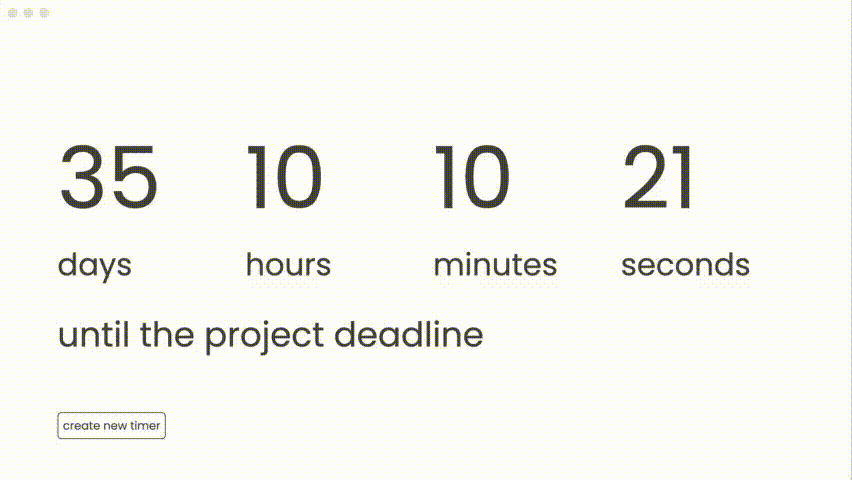 35 10 10 21
days hours minutes seconds
until the project deadline
create new timer